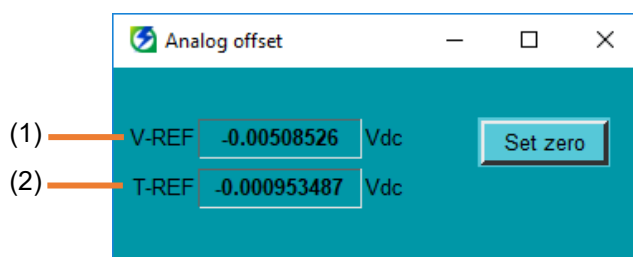 Analog offset
(1) V-REF -0.00508526 Vdc Set zero
(2) T-REF -0.000953487 Vdc